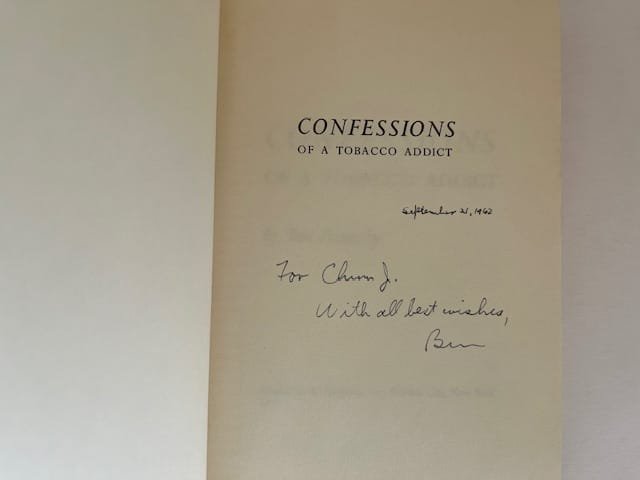 CONFESSIONS
OF A TOBACCO ADDICT
September 21, 1962
For Chum J.
With all best wishes,
Ben